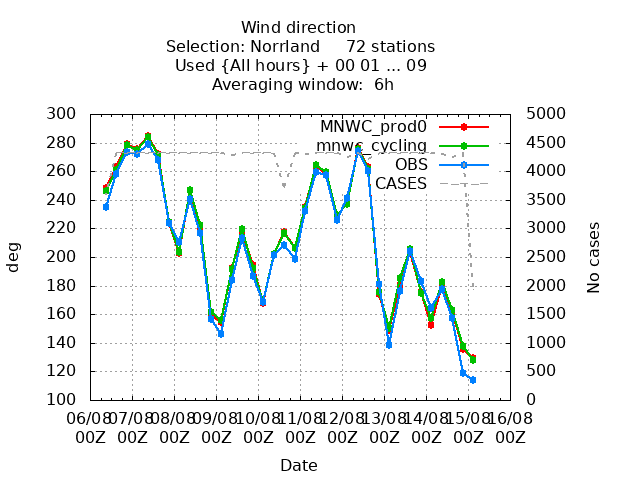 Wind direction
Selection: Norrland     72 stations
Used {All hours} + 00 01 ... 09
Averaging window:  6h
300 5000
280 4500
260 4000
240 3500
220 3000
200 2500
180 2000
160 1500
140 1000
120 500
100 0
MNWC_prod0
mnwc_cycling
OBS
CASES
deg
No cases
06/08 07/08 08/08 09/08 10/08 11/08 12/08 13/08 14/08 15/08 16/08
00Z 00Z 00Z 00Z 00Z 00Z 00Z 00Z 00Z 00Z 00Z
Date